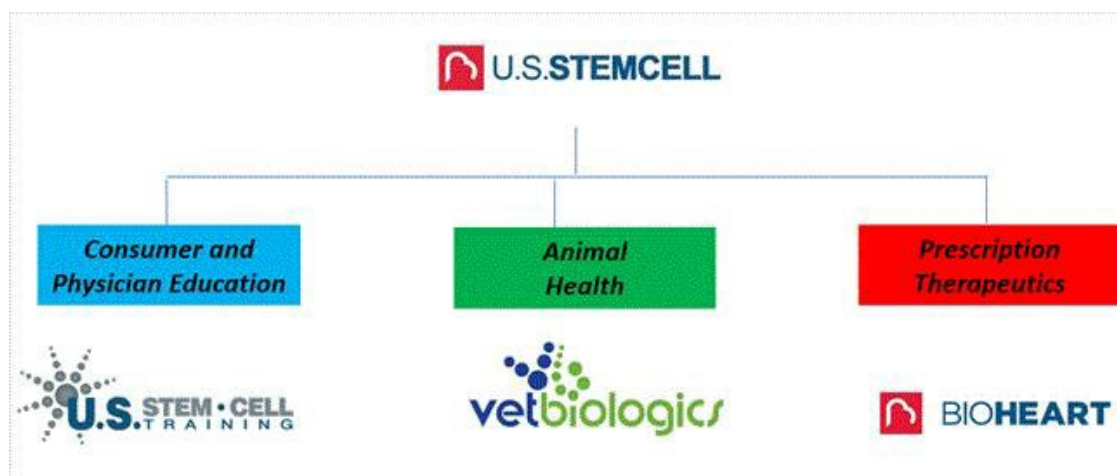 U.S.STEMCELL
Consumer and
Physician Education
Animal
Health
Prescription
Therapeutics
U.S. STEM•CELL
TRAINING
vetbiologics
BIOHEART